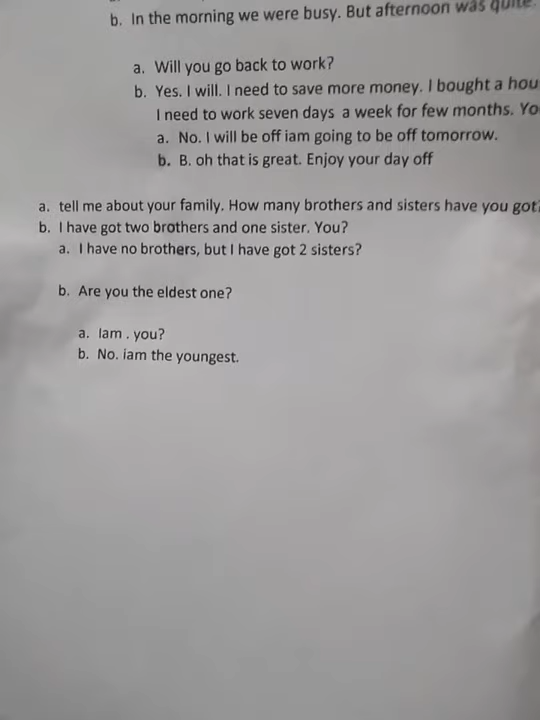 b. In the morning we were busy. But afternoon was quite.
a. Will you go back to work?
b. Yes. I will. I need to save more money. I bought a hou
I need to work seven days a week for few months. Yo
a. No. I will be off iam going to be off tomorrow.
b. B. oh that is great. Enjoy your day off
a. tell me about your family. How many brothers and sisters have you got?
b. I have got two brothers and one sister. You?
a. I have no brothers, but I have got 2 sisters?
b. Are you the eldest one?
a. Iam . you?
b. No. iam the youngest.